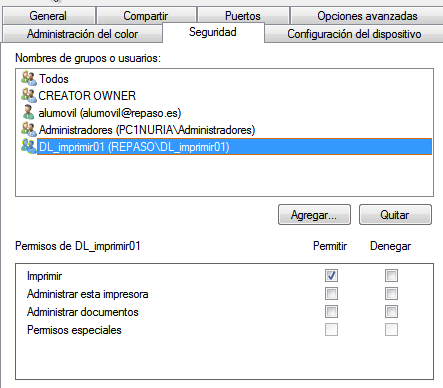 General Compartir Puertos Opciones avanzadas
Administración del color Seguridad Configuración del dispositivo
Nombres de grupos o usuarios:
Todos
CREATOR OWNER
alumovil (alumovil@repaso.es)
Administradores (PC1NURIA\Administradores)
DL_imprimir01 (REPASO\DL_imprimir01)
Agregar... Quitar
Permisos de DL_imprimir01 Permitir Denegar
Imprimir
Administrar esta impresora
Administrar documentos
Permisos especiales